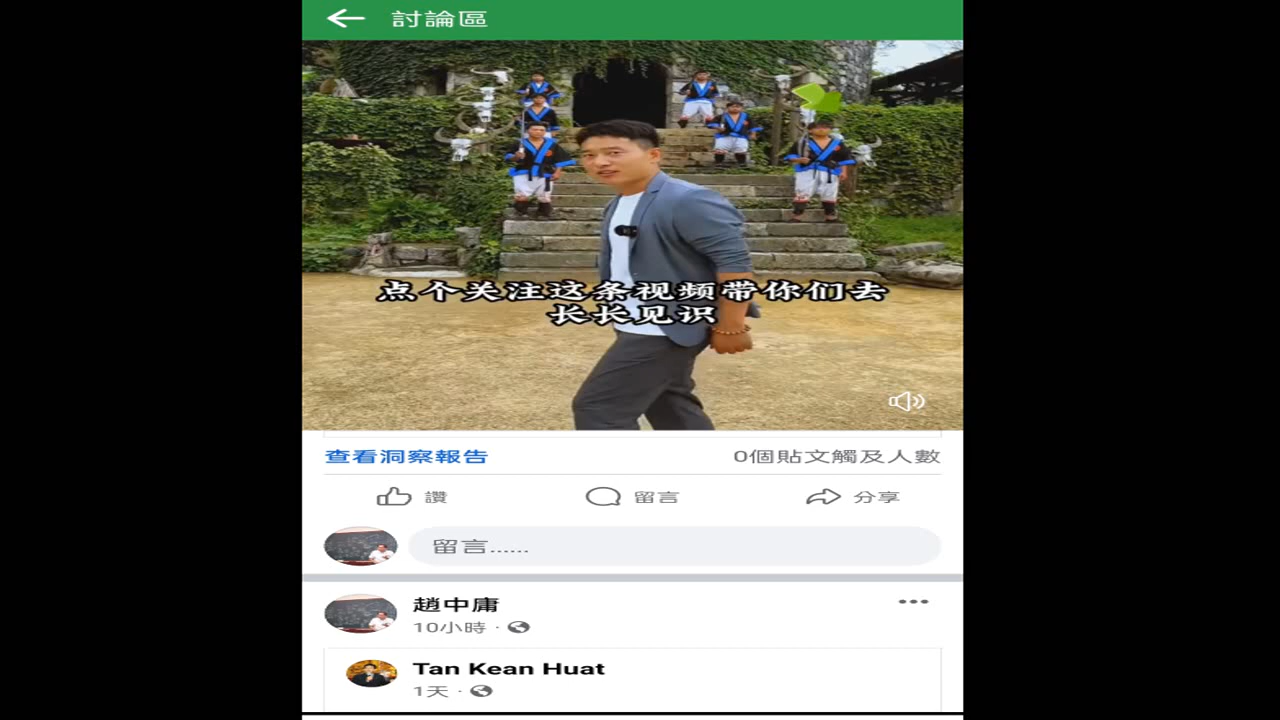 討論區
点个关注这条视频带你们去
长长见识
查看洞察報告
0個貼文觸及人數
讚
留言
分享
留言......
趙中庸
10小時 ·
Tan Kean Huat
1天 ·